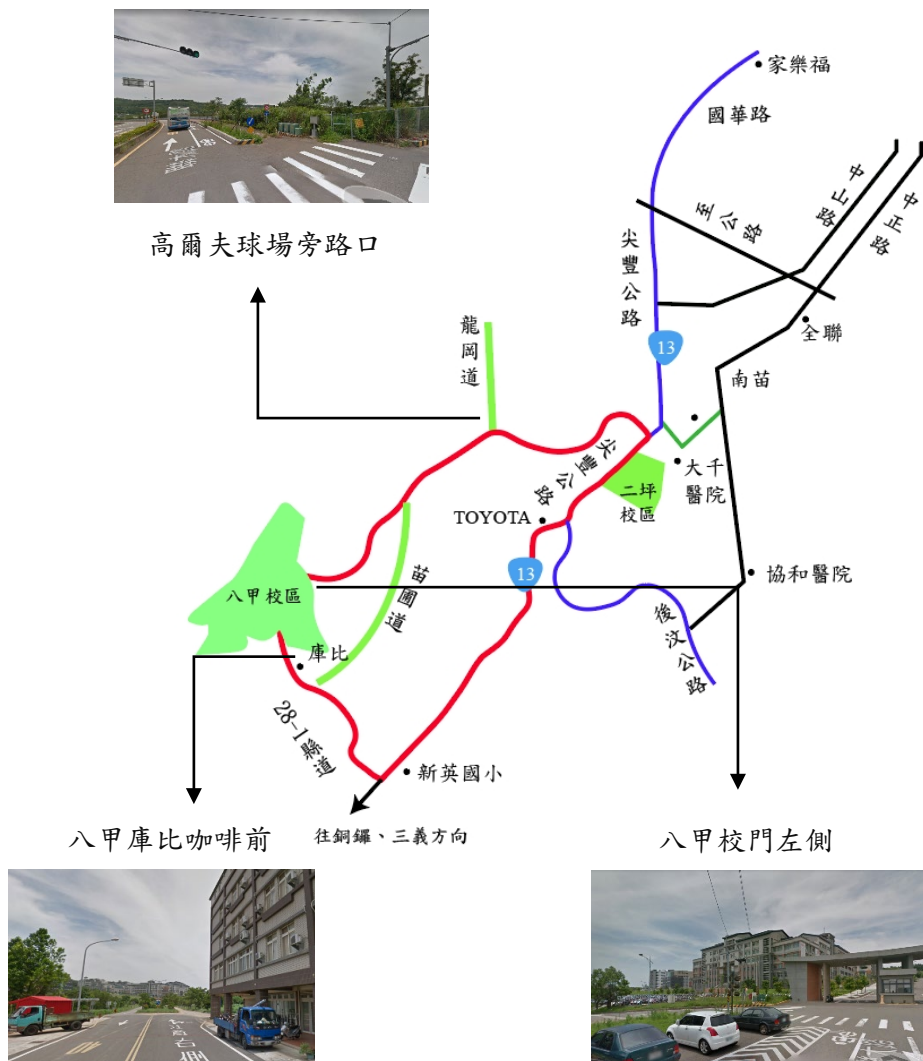 家樂福
國華路
中山路
中正路
至公路
尖豐公路
高爾夫球場旁路口
全聯
13
龍岡道
南苗
尖豐公路
大千
醫院
二坪
校區
TOYOTA
13
協和醫院
八甲校區
苗圃道
後汶公路
庫比
28-1縣道
新英國小
往銅鑼、三義方向
八甲庫比咖啡前
八甲校門左側